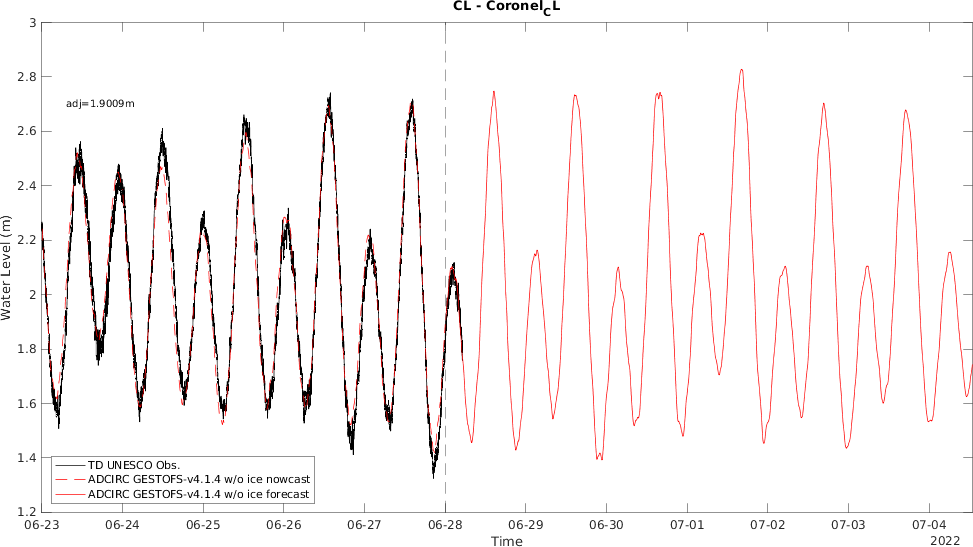 CL - Coronel_CL
3
2.8
adj=1.9009m
2.6
2.4
2.2
2
1.8
1.6
1.4
1.2
Water Level (m)
TD UNESCO Obs.
ADCIRC GESTOFS-v4.1.4 w/o ice nowcast
ADCIRC GESTOFS-v4.1.4 w/o ice forecast
06-23 06-24 06-25 06-26 06-27 06-28 06-29 06-30 07-01 07-02 07-03 07-04
Time
2022